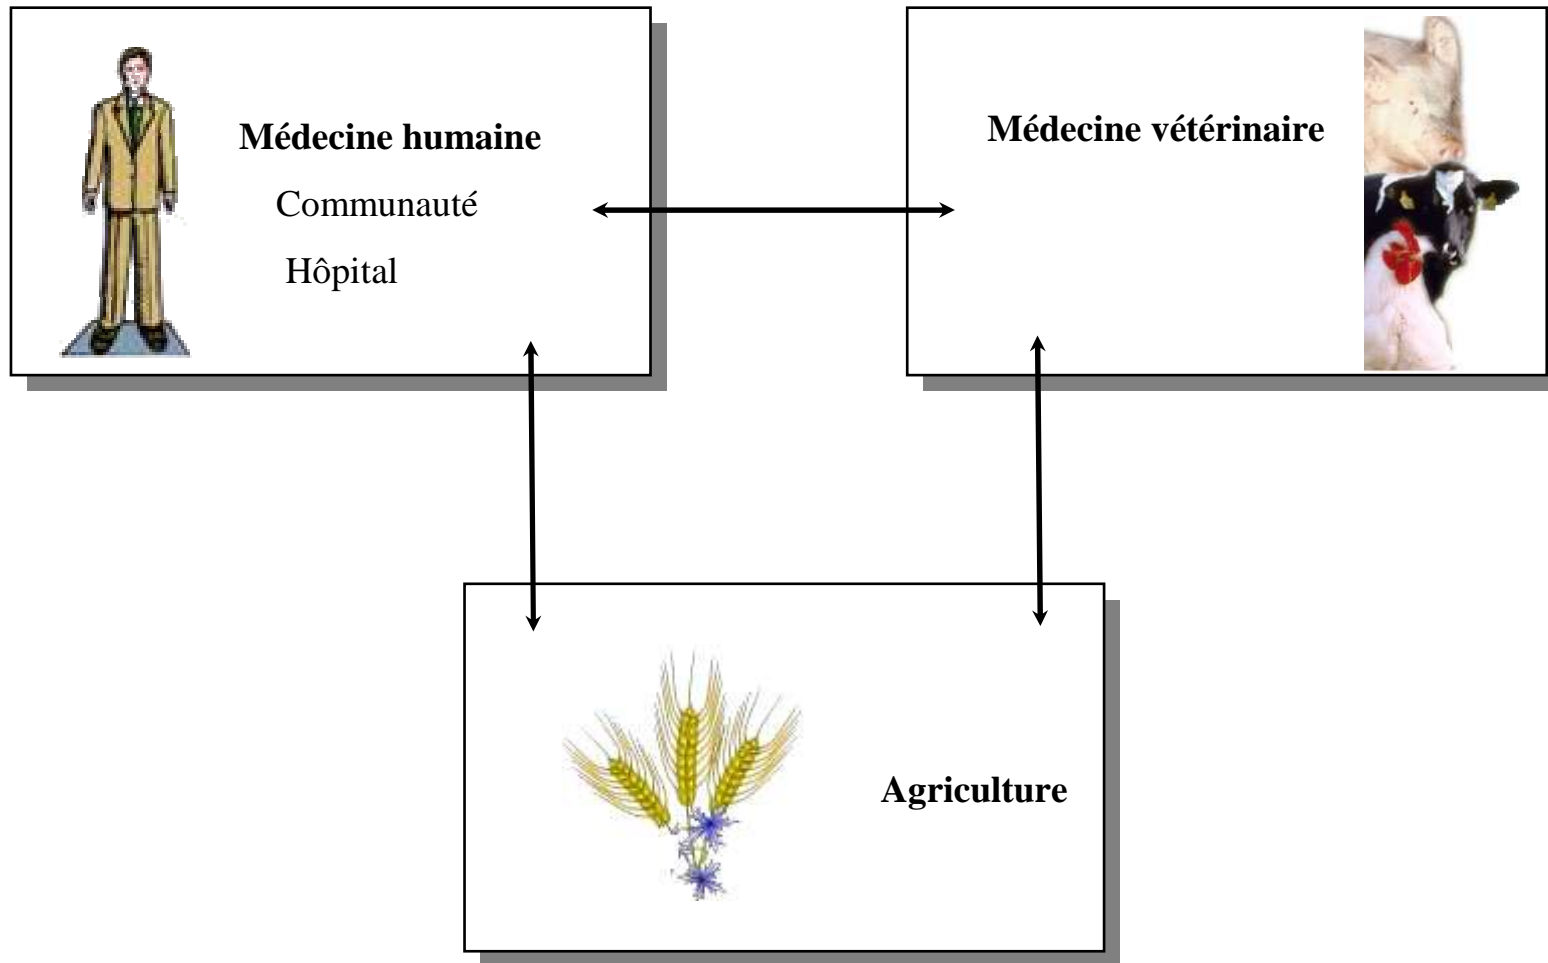 Médecine humaine
Communauté
Hôpital
Médecine vétérinaire
Agriculture